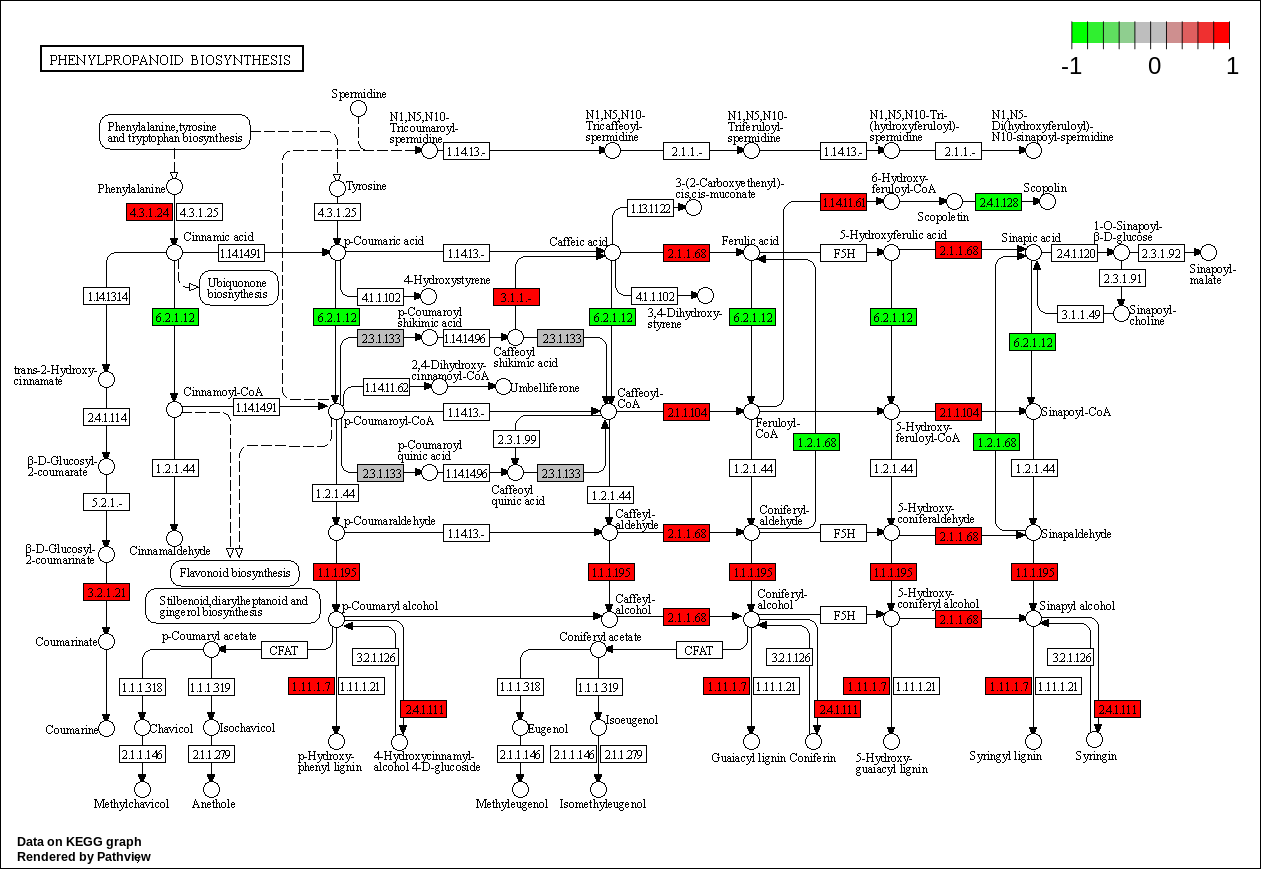 PHENYLPROPANOID BIOSYNTHESIS
-1 0 1
Spermidine
Phenylalanine,tyrosine
and tryptophan biosynthesis
N1,N5,N10-
Tricoumaroyl-
spermidine
1.14.13.-
N1,N5,N10-
Tricaffeoyl-
spermidine
2.1.1.-
N1,N5,N10-
Triferuloyl-
spermidine
1.14.13.-
N1,N5,N10-Tri-
(hydroxyferuloyl)-
spermidine
2.1.1.-
N1,N5-
Di(hydroxyferuloyl)-
N10-sinapoyl-spermidine
Phenylalanine
Tyrosine
4.3.1.24
4.3.1.25
4.3.1.25
3-(2-Carboxyethenyl)-
cis,cis-muconate
1.13.11.22
1.14.11.61
6-Hydroxy-
feruloyl-CoA
Scopoletin
2.4.1.128
Scopolin
Cinnamic acid
1.14.14.91
p-Coumaric acid
1.14.13.-
Caffeic acid
2.1.1.68
Ferulic acid
F5H
5-Hydroxyferulic acid
2.1.1.68
Sinapic acid
2.4.1.120
1-O-Sinapoyl-
β-D-glucose
2.3.1.92
Sinapoyl-
malate
2.3.1.91
Ubiquonone
biosnythesis
1.14.13.14
4.1.1.102
4-Hydroxystyrene
3.1.1.-
4.1.1.102
3,4-Dihydroxy-
styrene
3.1.1.49
Sinapoyl-
choline
6.2.1.12
6.2.1.12
6.2.1.12
6.2.1.12
6.2.1.12
6.2.1.12
p-Coumaroyl
shikimic acid
2.3.1.133
1.14.14.96
2.3.1.133
Caffeoyl
shikimic acid
trans-2-Hydroxy-
cinnamate
2,4-Dihydroxy-
cinnamoyl-CoA
1.14.11.62
Umbelliferone
Cinnamoyl-CoA
1.14.14.91
p-Coumaroyl-CoA
1.14.13.-
Caffeoyl-
CoA
2.1.1.104
Feruloyl-
CoA
5-Hydroxy-
feruloyl-CoA
2.1.1.104
Sinapoyl-CoA
2.4.1.114
2.3.1.99
1.2.1.68
1.2.1.68
β-D-Glucosyl-
2-coumarate
1.2.1.44
p-Coumaroyl
quinic acid
2.3.1.133
1.14.14.96
2.3.1.133
Caffeoyl
quinic acid
1.2.1.44
1.2.1.44
1.2.1.44
1.2.1.44
1.2.1.44
5.2.1.-
β-D-Glucosyl-
2-coumarinate
Cinnamaldehyde
p-Coumaraldehyde
1.14.13.-
Caffeyl-
aldehyde
2.1.1.68
Coniferyl-
aldehyde
F5H
5-Hydroxy-
coniferaldehyde
2.1.1.68
Sinapaldehyde
Flavonoid biosynthesis
1.1.1.195
1.1.1.195
1.1.1.195
1.1.1.195
1.1.1.195
3.2.1.21
Stilbenoid,diarylheptanoid and
gingerol biosynthesis
p-Coumaryl alcohol
Caffeyl-
alcohol
2.1.1.68
Coniferyl-
alcohol
F5H
5-Hydroxy-
coniferyl alcohol
2.1.1.68
Sinapyl alcohol
Coumarinate
p-Coumaryl acetate
CFAT
3.2.1.126
Coniferyl acetate
CFAT
3.2.1.126
3.2.1.126
1.1.1.318
1.1.1.319
1.11.1.7
1.11.1.21
1.1.1.318
1.1.1.319
1.11.1.7
1.11.1.21
1.11.1.7
1.11.1.21
1.11.1.7
1.11.1.21
2.4.1.111
2.4.1.111
2.4.1.111
Coumarine
Chavicol
Isochavicol
Eugenol
Isoeugenol
2.1.1.146
2.1.1.279
2.1.1.146
2.1.1.146
2.1.1.279
p-Hydroxy-
phenyl lignin
4-Hydroxycinnamyl-
alcohol 4-D-glucoside
Guaiacyl lignin
Coniferin
5-Hydroxy-
guaiacyl lignin
Syringyl lignin
Syringin
Methylchavicol
Anethole
Methyleugenol
Isomethyleugenol
Data on KEGG graph
Rendered by Pathview